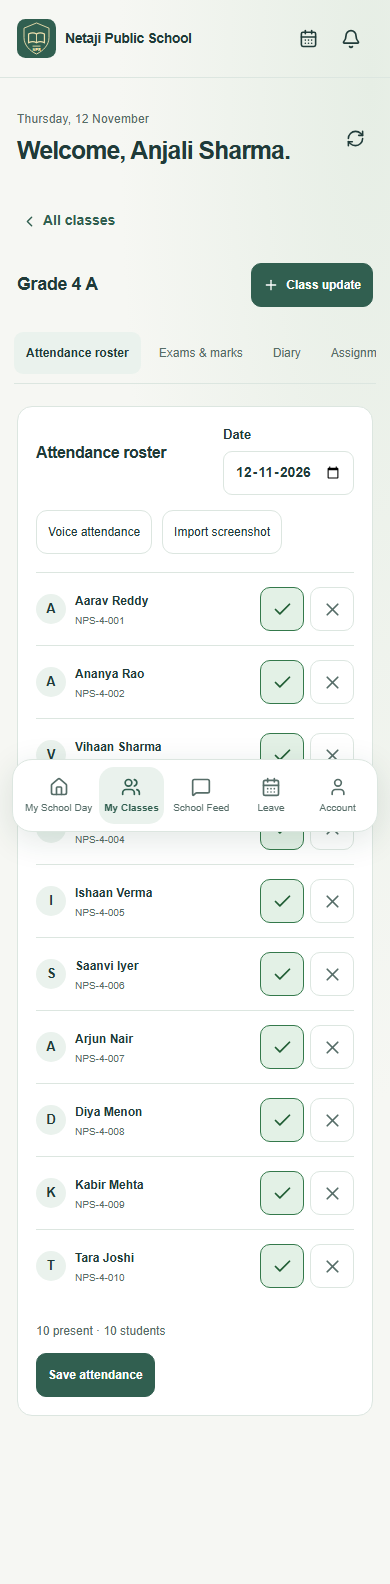 NPS
Netaji Public School
Thursday, 12 November
Welcome, Anjali Sharma.
All classes
Grade 4 A
Class update
Attendance roster
Exams & marks
Diary
Assignm
Attendance roster
Date
12-11-2026
Voice attendance
Import screenshot
A
Aarav Reddy
NPS-4-001
A
Ananya Rao
NPS-4-002
V
Vihaan Sharma
My School Day
My Classes
School Feed
Leave
Account
NPS-4-004
I
Ishaan Verma
NPS-4-005
S
Saanvi Iyer
NPS-4-006
A
Arjun Nair
NPS-4-007
D
Diya Menon
NPS-4-008
K
Kabir Mehta
NPS-4-009
T
Tara Joshi
NPS-4-010
10 present · 10 students
Save attendance